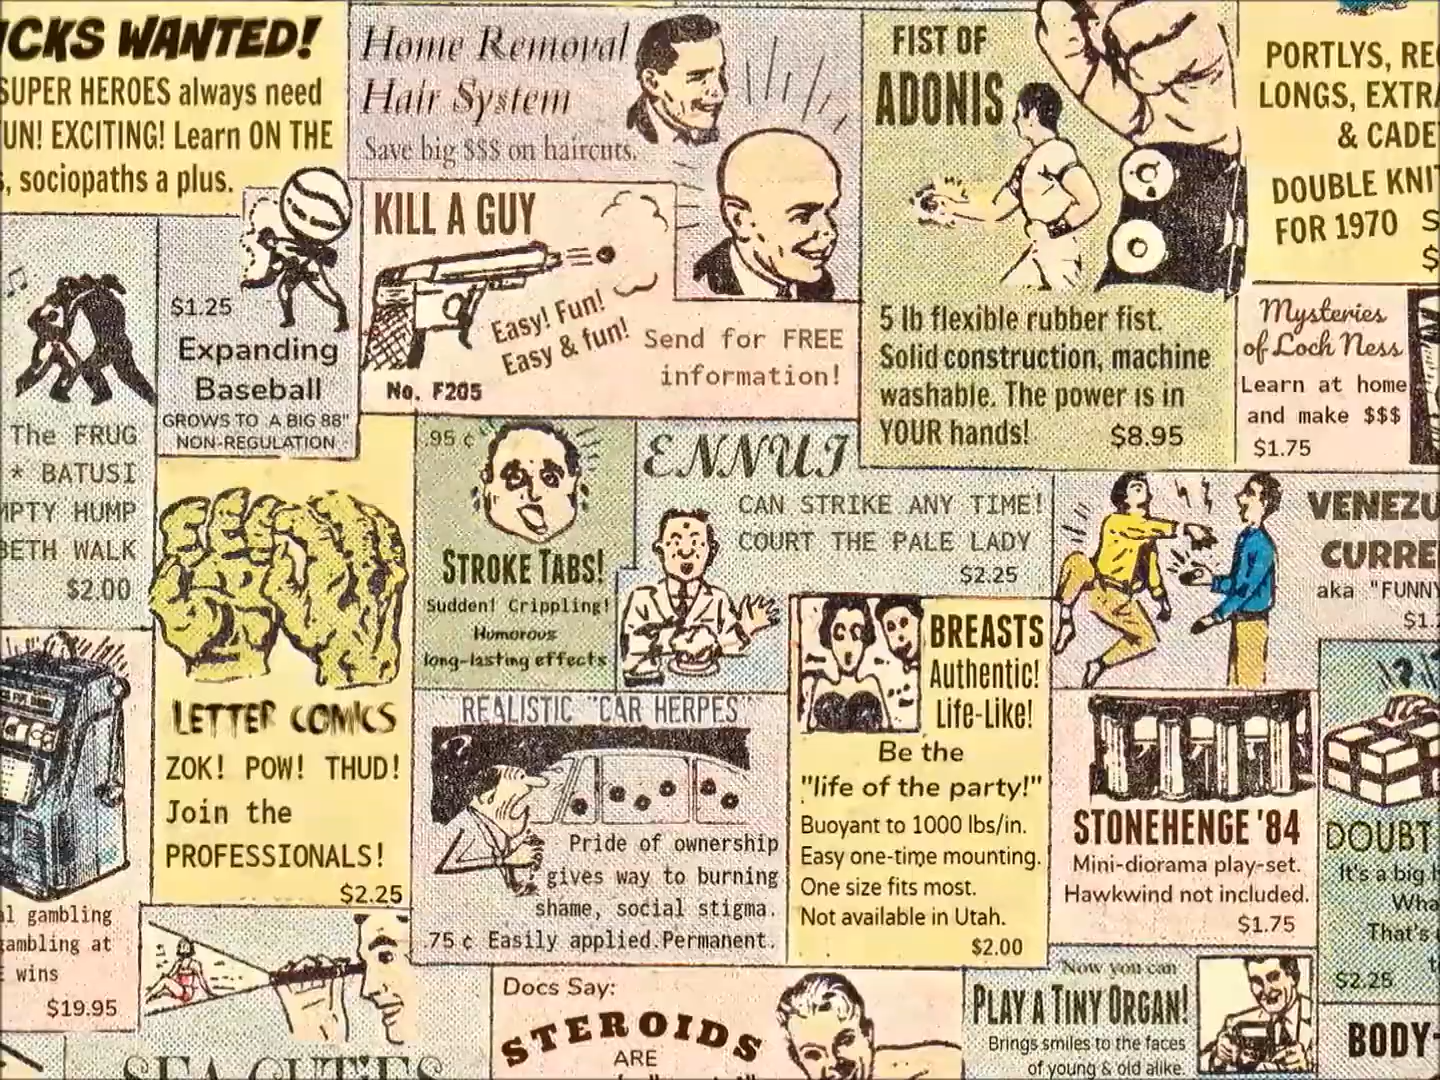 CKS WANTED!
SUPER HEROES always need
UN! EXCITING! Learn ON THE
, sociopaths a plus.
Home Removal
Hair System
Save big $$$ on haircuts.
FIST OF
ADONIS
5 lb flexible rubber fist.
Solid construction, machine
washable. The power is in
YOUR hands! $8.95
PORTLYS, RE
LONGS, EXTRA
& CADE
DOUBLE KNI
FOR 1970 S
$
KILL A GUY
Easy! Fun!
Easy & fun!
No. F205
Send for FREE
information!
$1.25
Expanding
Baseball
GROWS TO A BIG 88"
NON-REGULATION
Mysteries
of Loch Ness
Learn at home
and make $$$
$1.75
The FRUG
* BATUSI
MPTY HUMP
BETH WALK
$2.00
.95 ¢
STROKE TABS!
Sudden! Crippling!
Humorous
long-lasting effects
ENNUI
CAN STRIKE ANY TIME!
COURT THE PALE LADY
$2.25
VENEZU
CURRE
aka "FUNNY
$1.2
LETTER COMICS
ZOK! POW! THUD!
Join the
PROFESSIONALS!
$2.25
REALISTIC "CAR HERPES"
Pride of ownership
gives way to burning
shame, social stigma.
.75 ¢ Easily applied. Permanent.
BREASTS
Authentic!
Life-Like!
Be the
"life of the party!"
Buoyant to 1000 lbs/in.
Easy one-time mounting.
One size fits most.
Not available in Utah.
$2.00
STONEHENGE '84
Mini-diorama play-set.
Hawkwind not included.
$1.75
DOUBT
It's a big
Wha
That's
$2.25
al gambling
gambling at
wins
$19.95
SEA CUTIES
Docs Say:
STEROIDS
ARE
Now you can
PLAY A TINY ORGAN!
Brings smiles to the faces
of young & old alike.
BODY-